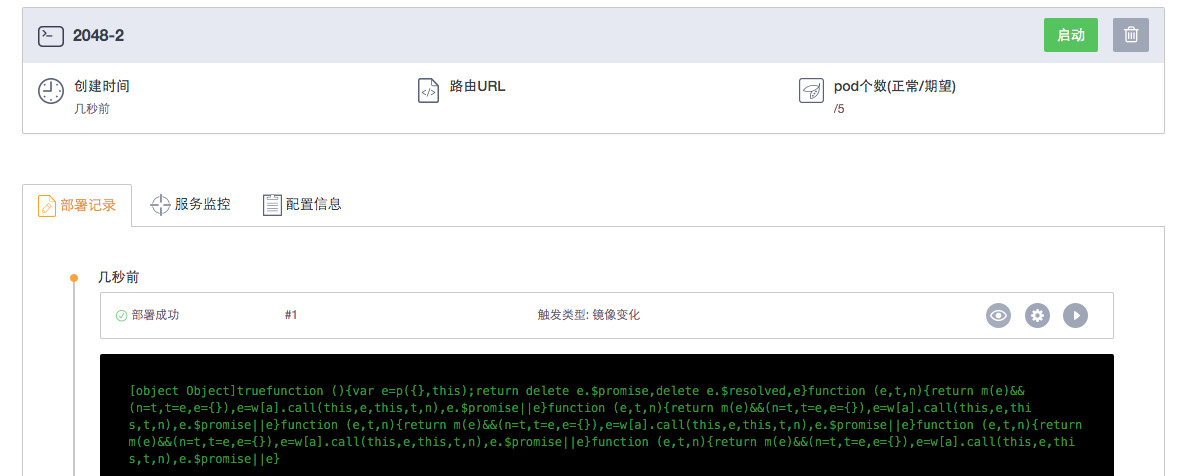 2048-2
启动
创建时间
几秒前
路由URL
pod个数(正常/期望)
/5
部署记录
服务监控
配置信息
几秒前
部署成功
#1
触发类型: 镜像变化
[object Object]truefunction (){var e=p({},this);return delete e.$promise,delete e.$resolved,e}function (e,t,n){return m(e)&&
(n=t,t=e,e={}),e=w[a].call(this,e,this,t,n),e.$promise||e}function (e,t,n){return m(e)&&(n=t,t=e,e={}),e=w[a].call(this,e,thi
s,t,n),e.$promise||e}function (e,t,n){return m(e)&&(n=t,t=e,e={}),e=w[a].call(this,e,this,t,n),e.$promise||e}function (e,t,n){return
m(e)&&(n=t,t=e,e={}),e=w[a].call(this,e,this,t,n),e.$promise||e}function (e,t,n){return m(e)&&(n=t,t=e,e={}),e=w[a].call(this,e,thi
s,t,n),e.$promise||e}